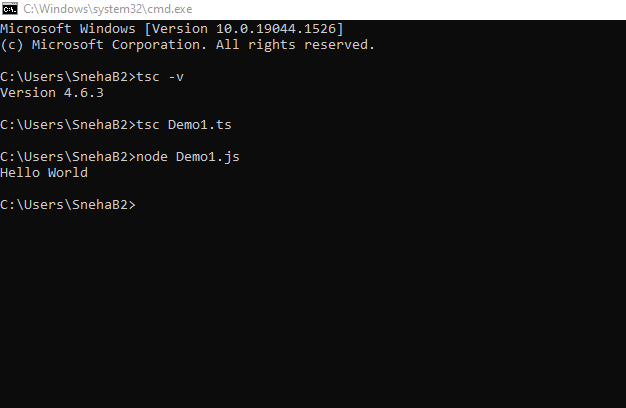 C:\Windows\system32\cmd.exe
Microsoft Windows [Version 10.0.19044.1526]
(c) Microsoft Corporation. All rights reserved.
C:\Users\SnehaB2>tsc -v
Version 4.6.3
C:\Users\SnehaB2>tsc Demo1.ts
C:\Users\SnehaB2>node Demo1.js
Hello World
C:\Users\SnehaB2>